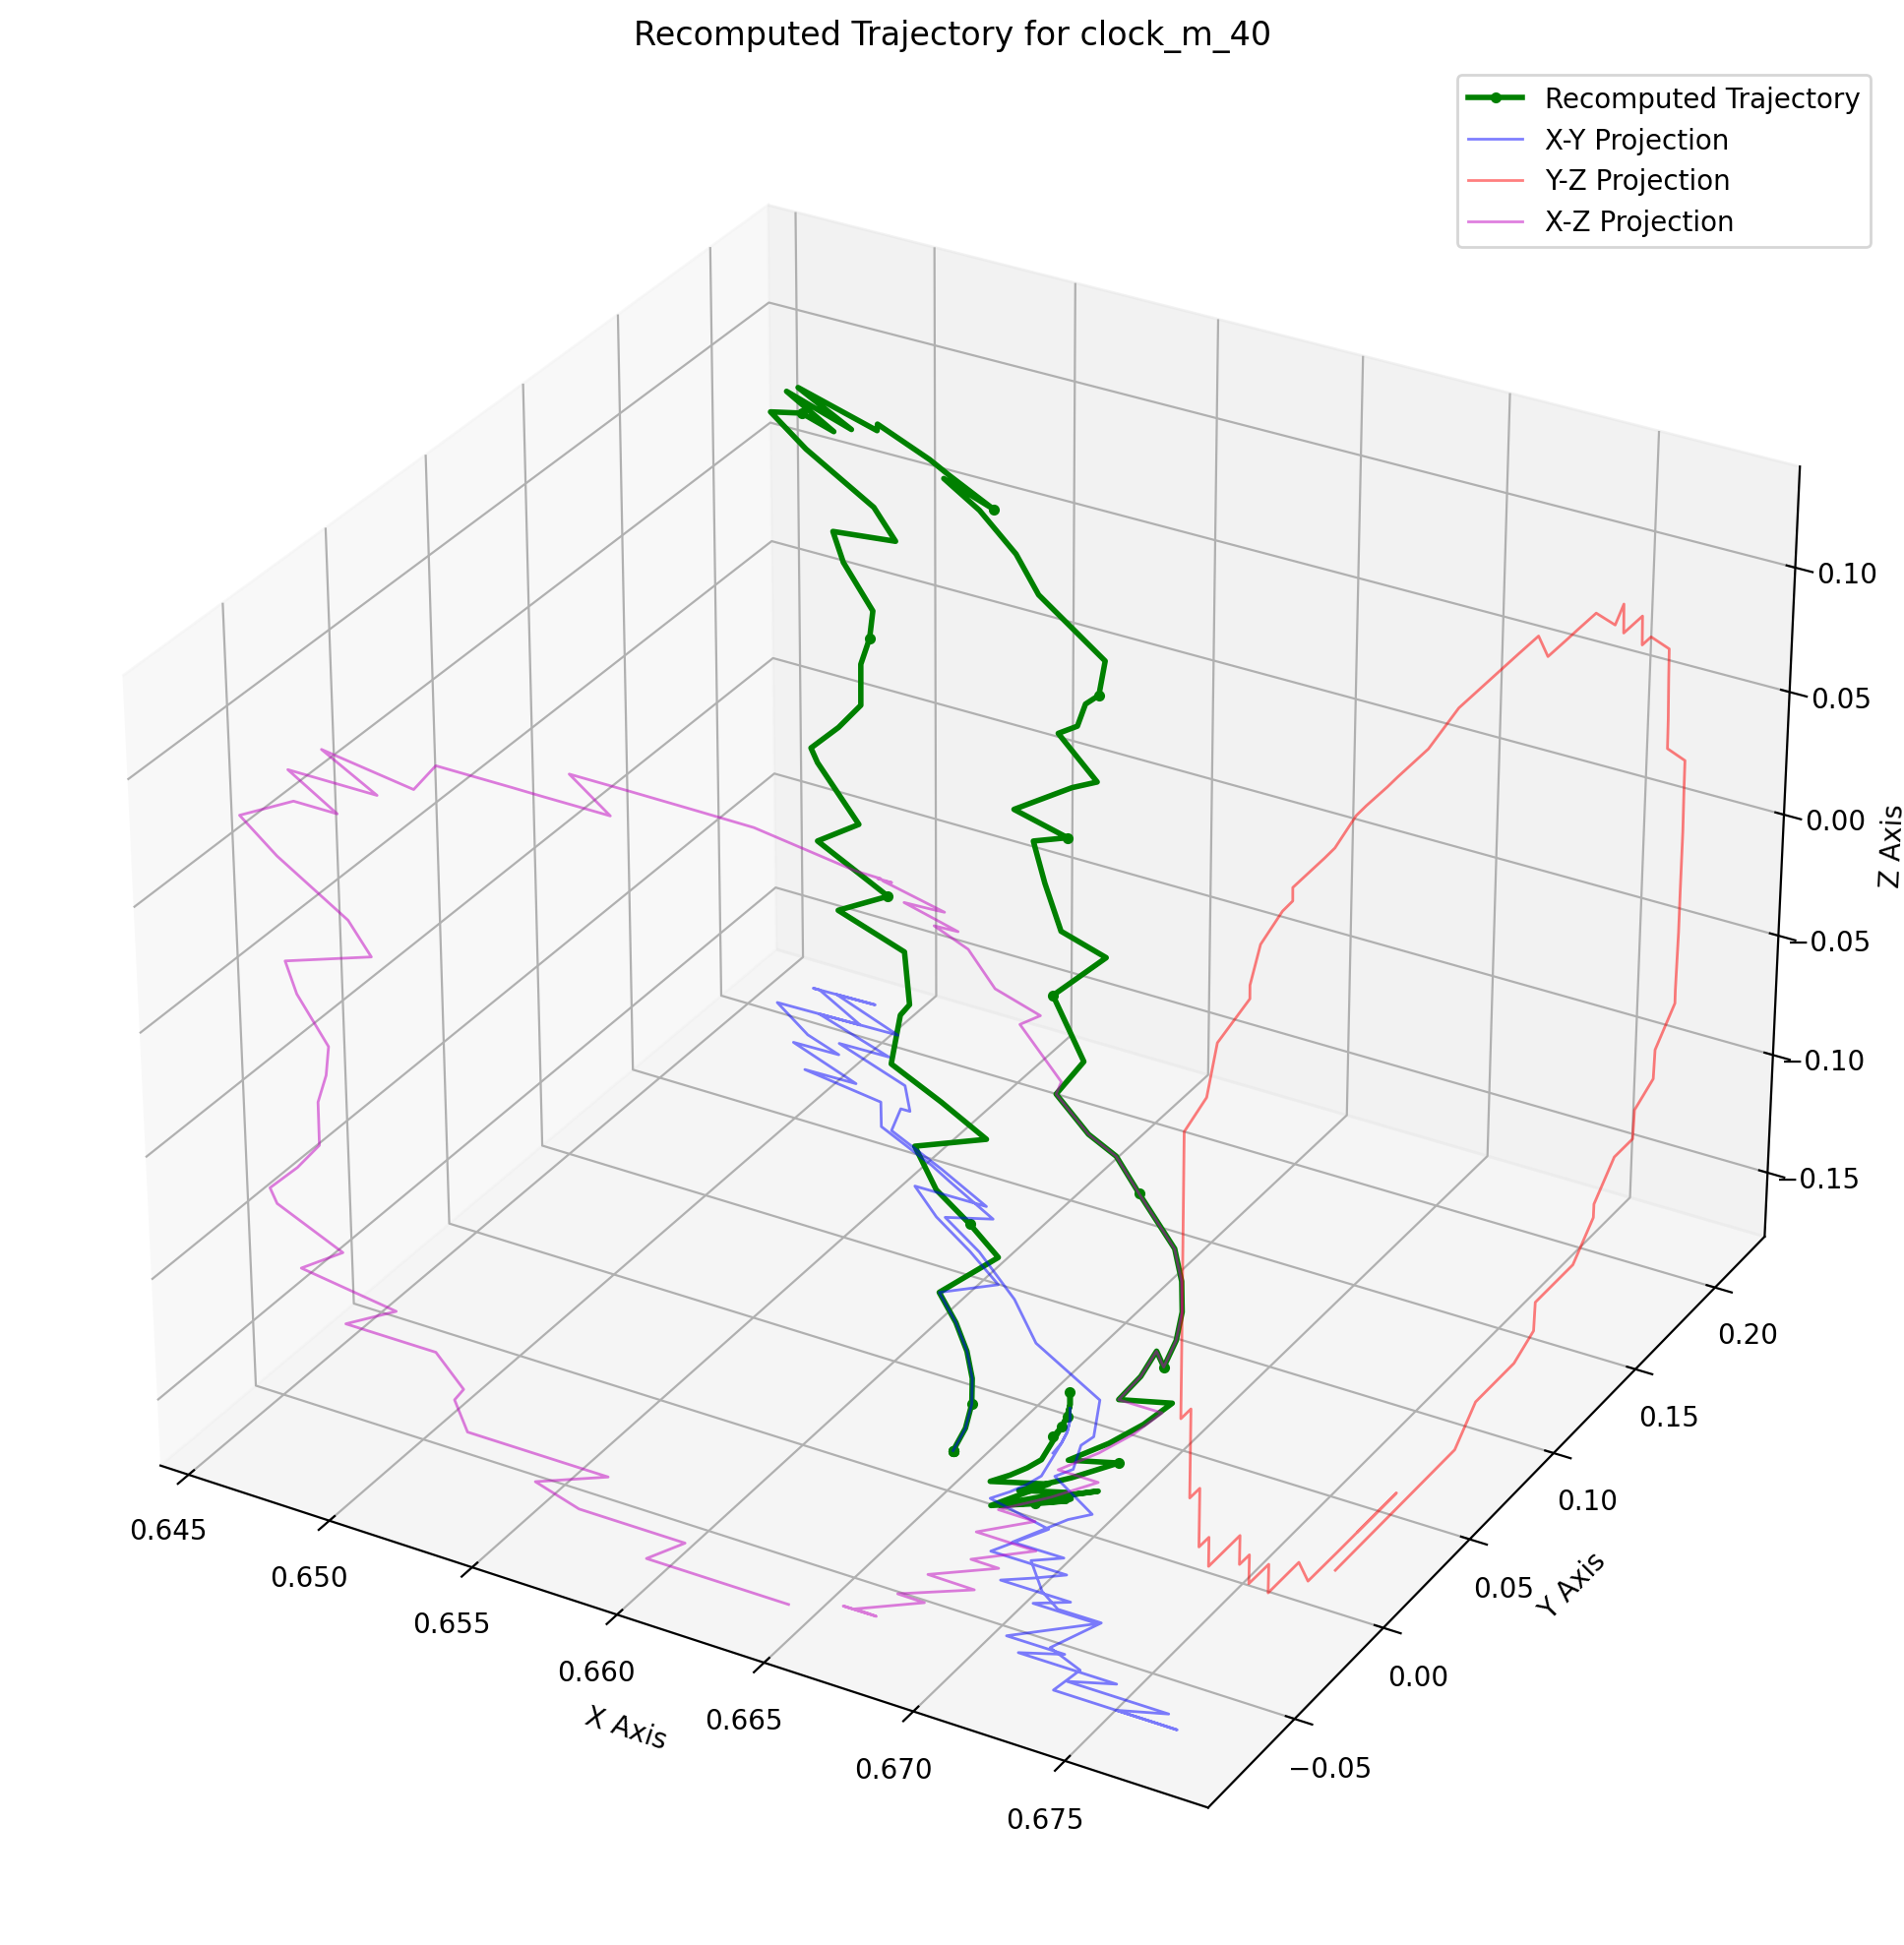 Recomputed Trajectory for clock_m_40
Recomputed Trajectory
X-Y Projection
Y-Z Projection
X-Z Projection
0.10
0.05
0.00
−0.05
−0.10
−0.15
Z Axis
0.20
0.15
0.10
0.05
0.00
−0.05
Y Axis
0.645
0.650
0.655
0.660
0.665
0.670
0.675
X Axis